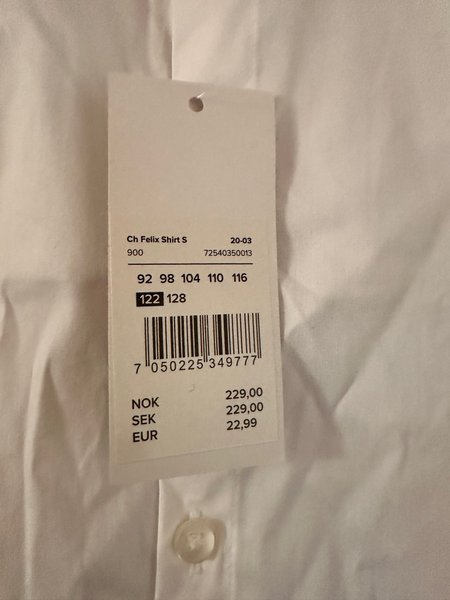 Ch Felix Shirt S 20-03
900 72540350013
92 98 104 110 116
122 128
7 050225 349777
NOK 229,00
SEK 229,00
EUR 22,99